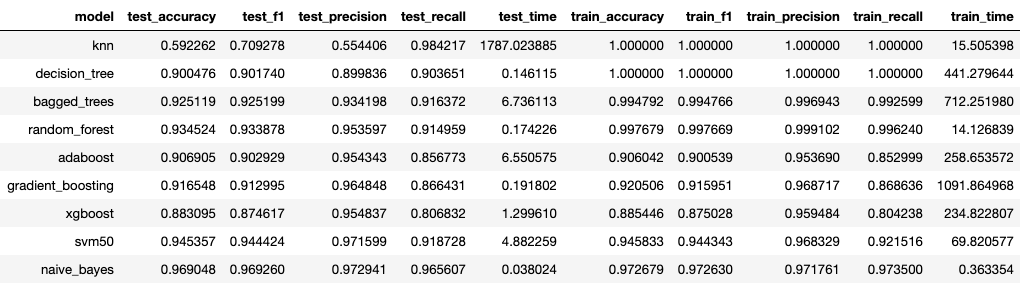 model test_accuracy test_f1 test_precision test_recall test_time train_accuracy train_f1 train_precision train_recall train_time
knn 0.592262 0.709278 0.554406 0.984217 1787.023885 1.000000 1.000000 1.000000 1.000000 15.505398
decision_tree 0.900476 0.901740 0.899836 0.903651 0.146115 1.000000 1.000000 1.000000 1.000000 441.279644
bagged_trees 0.925119 0.925199 0.934198 0.916372 6.736113 0.994792 0.994766 0.996943 0.992599 712.251980
random_forest 0.934524 0.933878 0.953597 0.914959 0.174226 0.997679 0.997669 0.999102 0.996240 14.126839
adaboost 0.906905 0.902929 0.954343 0.856773 6.550575 0.906042 0.900539 0.953690 0.852999 258.653572
gradient_boosting 0.916548 0.912995 0.964848 0.866431 0.191802 0.920506 0.915951 0.968717 0.868636 1091.864968
xgboost 0.883095 0.874617 0.954837 0.806832 1.299610 0.885446 0.875028 0.959484 0.804238 234.822807
svm50 0.945357 0.944424 0.971599 0.918728 4.882259 0.945833 0.944343 0.968329 0.921516 69.820577
naive_bayes 0.969048 0.969260 0.972941 0.965607 0.038024 0.972679 0.972630 0.971761 0.973500 0.363354